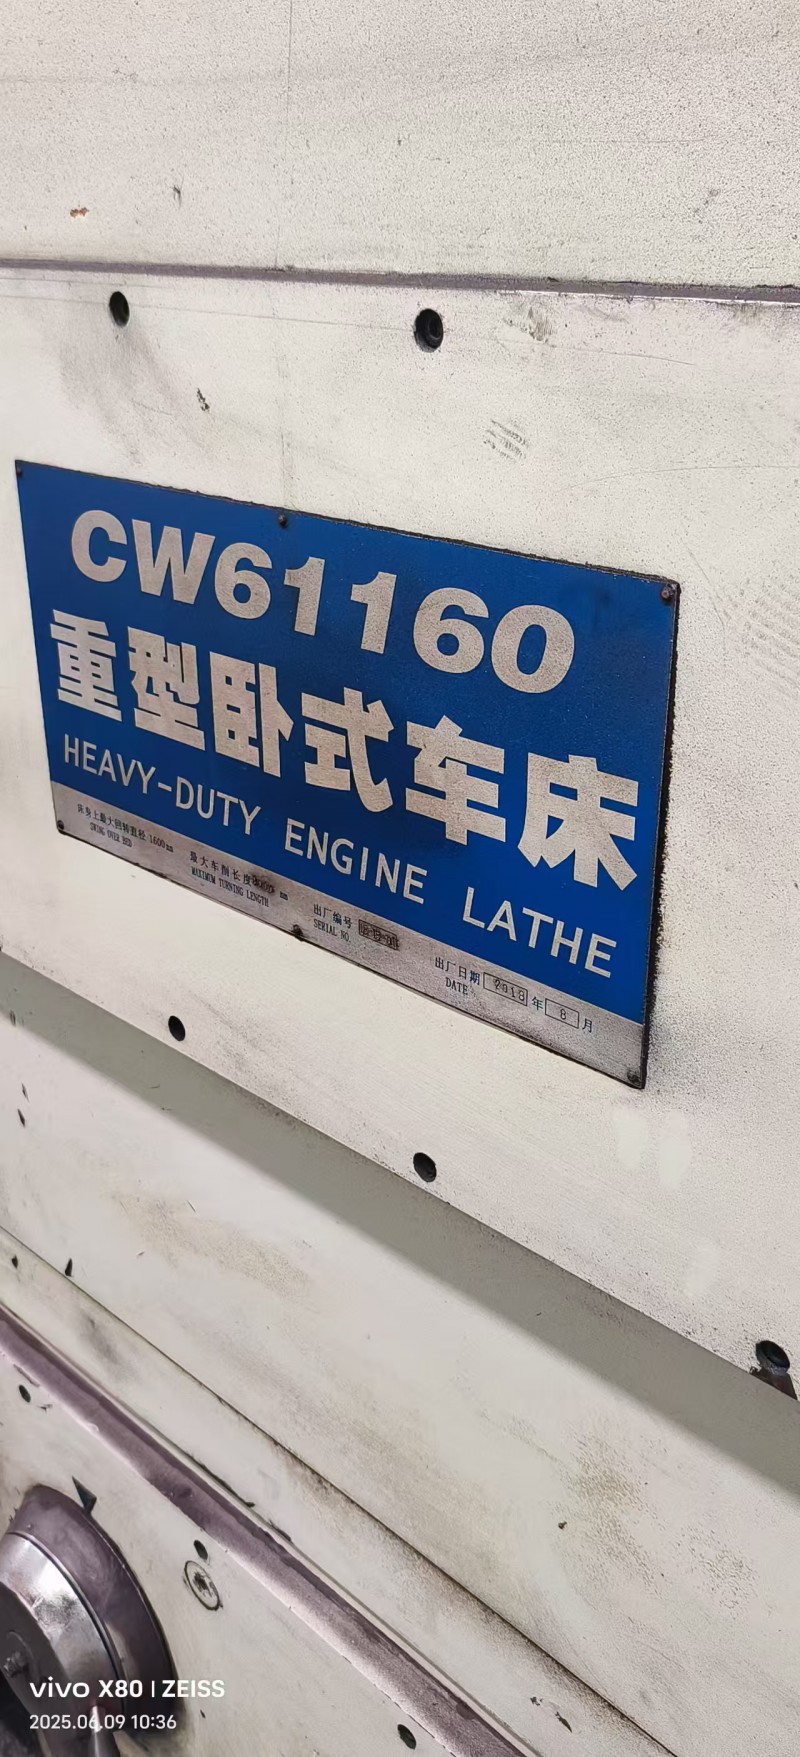 CW61160
重型卧式车床
HEAVY-DUTY ENGINE LATHE
床身上最大回转直径 1600mm
SWING OVER BED
最大车削长度 mm
MAXIMUM TURNING LENGTH
出厂编号
SERIAL NO
出厂日期 2018 年 8 月
DATE
vivo X80 | ZEISS
2025.06.09 10:36